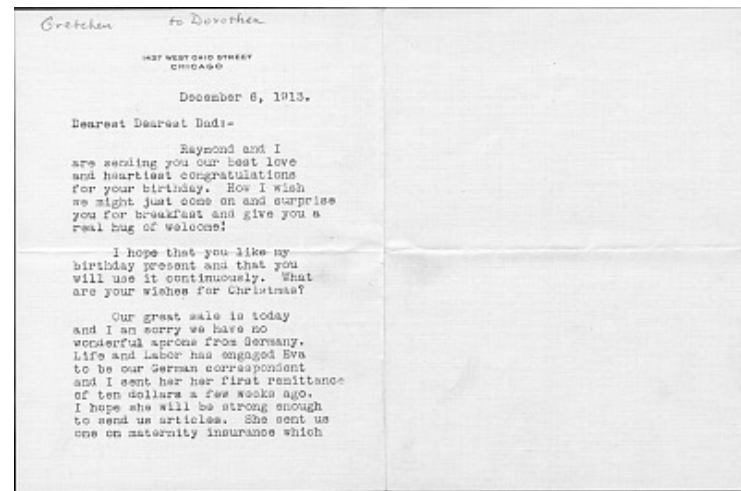 Gretchen to Dorothea
1437 WEST OHIO STREET
CHICAGO
December 6, 1913.
Dearest Dearest Dad:-
Raymond and I
are sending you our best love
and heartiest congratulations
for your birthday. How I wish
we might just come on and surprise
you for breakfast and give you a
real hug of welcome!
I hope that you like my
birthday present and that you
will use it continuously. What
are your wishes for Christmas?
Our great sale is today
and I am sorry we have no
wonderful aprons from Germany.
Life and Labor has engaged Eva
to be our German correspondent
and I sent her her first remittance
of ten dollars a few weeks ago.
I hope she will be strong enough
to send us articles. She sent us
one on maternity insurance which